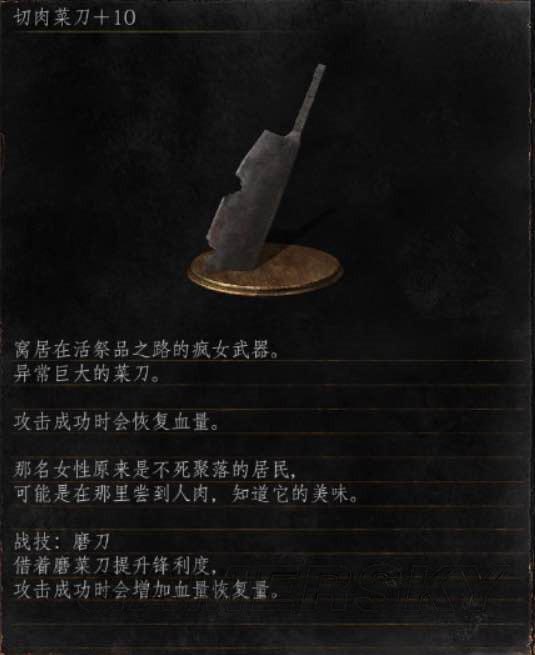 切肉菜刀＋10
窝居在活祭品之路的疯女武器。
异常巨大的菜刀。
攻击成功时会恢复血量。
那名女性原来是不死聚落的居民，
可能是在那里尝到人肉，知道它的美味。
战技：磨刀
借着磨菜刀提升锋利度，
攻击成功时会增加血量恢复量。